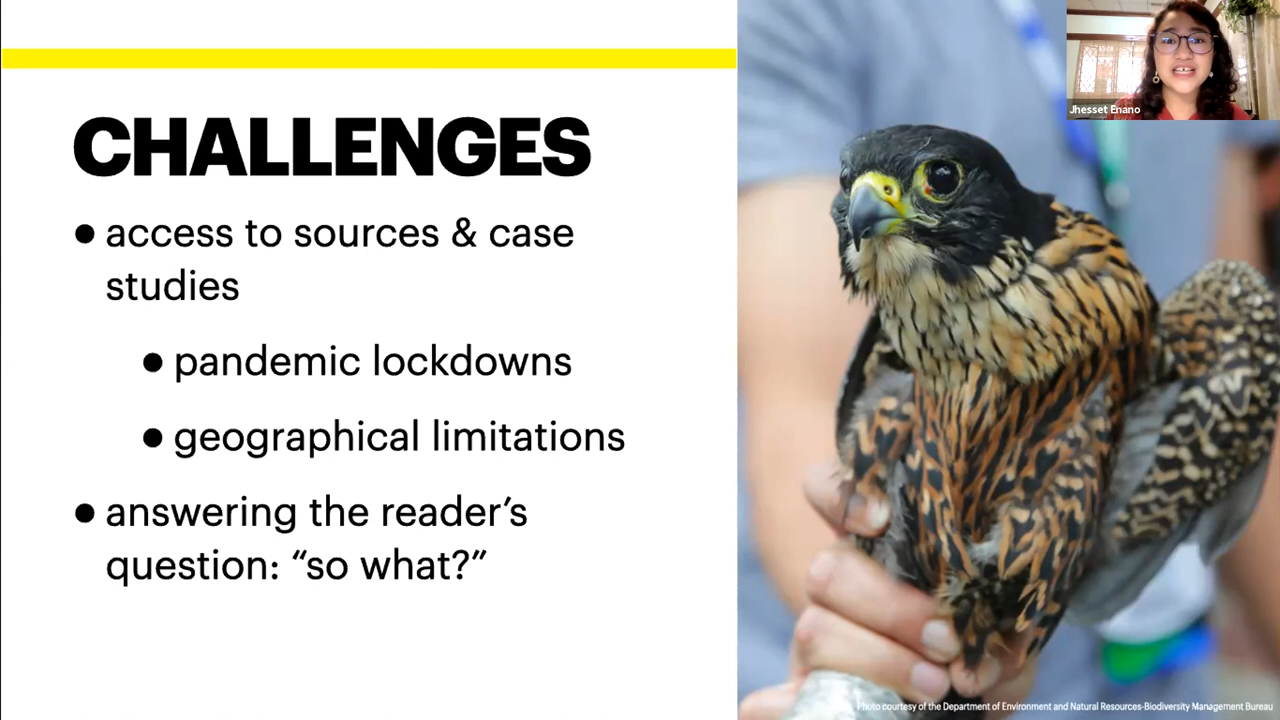 CHALLENGES
● access to sources & case
studies
● pandemic lockdowns
● geographical limitations
● answering the reader’s
question: “so what?”
Jhesset Enano
Photo courtesy of the Department of Environment and Natural Resources-Biodiversity Management Bureau